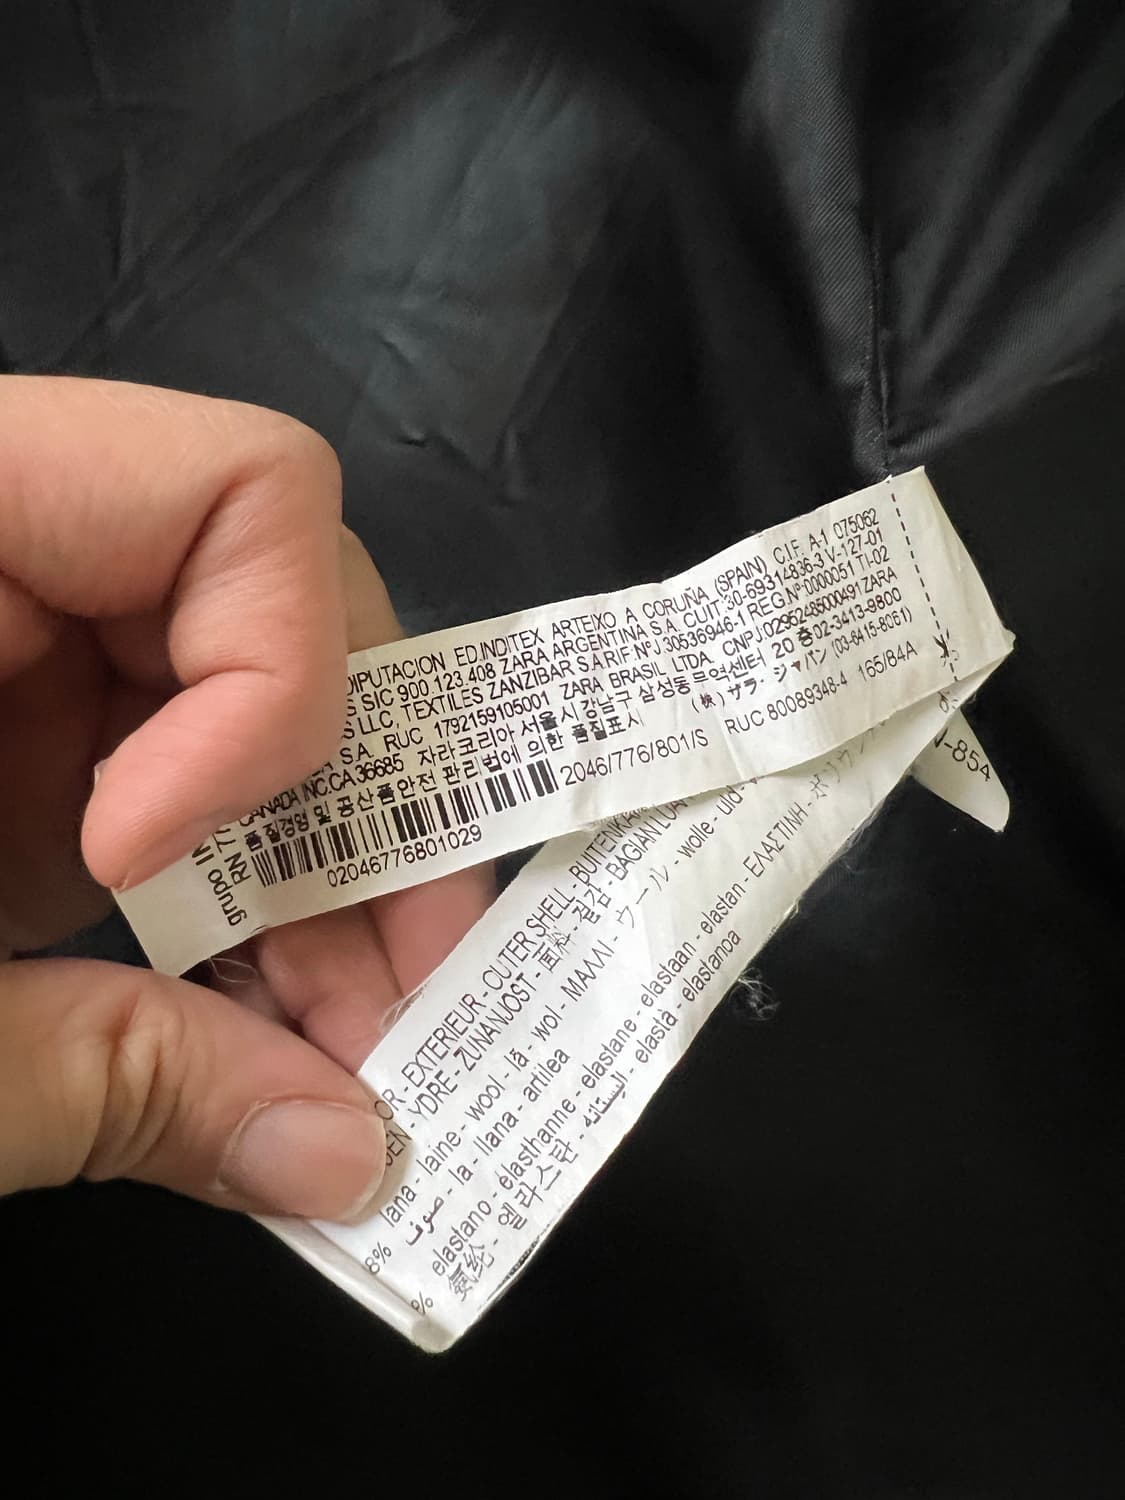 DIPUTACION ED.INDITEX ARTEIXO A CORUÑA (SPAIN) C.I.F. A-1 075062
S SIC 900.123.408 ZARA ARGENTINA S.A. CUIT:30-69314836-3 V-127-01
S LLC, TEXTILES ZANZIBAR SARIF:Nº J 30536946-1 REG.Nº:0000051 TI-02
S.A. RUC 1792159105001 ZARA BRASIL LTDA. CNPJ
ZARA
CANADA INC.CA 36685 자라코리아 서울시 강남구 삼성동 무역센터 20 층 02-3413-9800
품질경영 및 공산품안전 관리법에 의한 품질표시 (株) ザラ・ジャパン (03-6415-8061)
2046/776/801/S RUC 80089348-4 165/84A
02046776801029
grupo IN
RN 7
V-854
OR - EXTERIEUR - OUTER SHELL
YDRE - ZUNANJOST - 面料 - 겉감 - BAGIAN
8% lana - laine - wool - lã - wol - ΜΑΛΛΙ - ウール - wolle - uld
صوف - la - llana - artilea
% elastano - élasthanne - elastane - elastaan - elastan - ΕΛΑΣΤΙΝΗ
氨纶 - 엘라스탄 - اليستانه - elastà - elastanoa